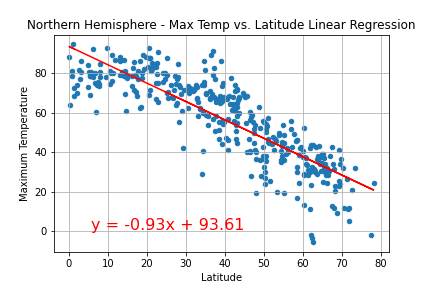 Northern Hemisphere - Max Temp vs. Latitude Linear Regression
Maximum Temperature
80
60
40
20
0
y = -0.93x + 93.61
0 10 20 30 40 50 60 70 80
Latitude